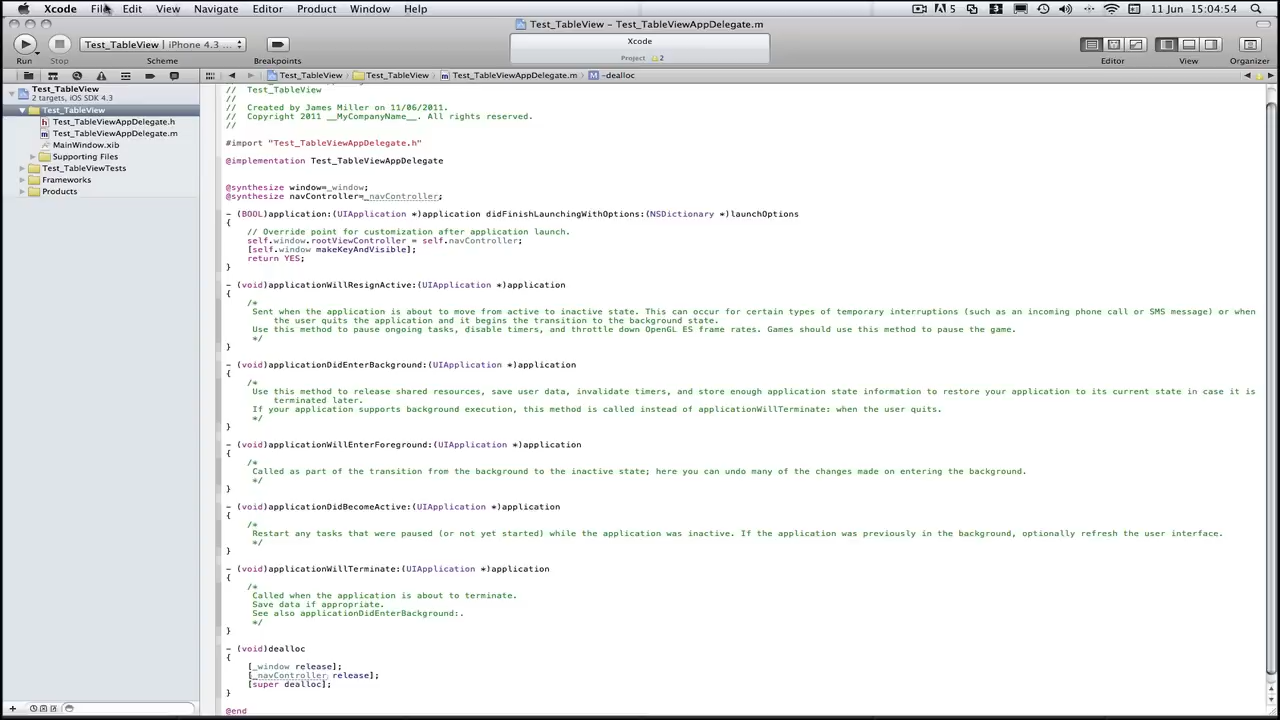 Xcode File Edit View Navigate Editor Product Window Help 5 11 Jun 15:04:54
Test_TableView – Test_TableViewAppDelegate.m
Test_TableView | iPhone 4.3 ...
Xcode
Project 2
Run Stop Scheme Breakpoints Editor View Organizer
Test_TableView Test_TableView Test_TableViewAppDelegate.m -dealloc
Test_TableView
2 targets, iOS SDK 4.3
Test_TableView
Test_TableViewAppDelegate.h
Test_TableViewAppDelegate.m
MainWindow.xib
Supporting Files
Test_TableViewTests
Frameworks
Products
//  Test_TableView
//
//  Created by James Miller on 11/06/2011.
//  Copyright 2011 __MyCompanyName__. All rights reserved.
//
#import "Test_TableViewAppDelegate.h"
@implementation Test_TableViewAppDelegate
@synthesize window=_window;
@synthesize navController=_navController;
- (BOOL)application:(UIApplication *)application didFinishLaunchingWithOptions:(NSDictionary *)launchOptions
{
// Override point for customization after application launch.
self.window.rootViewController = self.navController;
[self.window makeKeyAndVisible];
return YES;
}
- (void)applicationWillResignActive:(UIApplication *)application
{
/*
Sent when the application is about to move from active to inactive state. This can occur for certain types of temporary interruptions (such as an incoming phone call or SMS message) or when
the user quits the application and it begins the transition to the background state.
Use this method to pause ongoing tasks, disable timers, and throttle down OpenGL ES frame rates. Games should use this method to pause the game.
*/
}
- (void)applicationDidEnterBackground:(UIApplication *)application
{
/*
Use this method to release shared resources, save user data, invalidate timers, and store enough application state information to restore your application to its current state in case it is
terminated later.
If your application supports background execution, this method is called instead of applicationWillTerminate: when the user quits.
*/
}
- (void)applicationWillEnterForeground:(UIApplication *)application
{
/*
Called as part of the transition from the background to the inactive state; here you can undo many of the changes made on entering the background.
*/
}
- (void)applicationDidBecomeActive:(UIApplication *)application
{
/*
Restart any tasks that were paused (or not yet started) while the application was inactive. If the application was previously in the background, optionally refresh the user interface.
*/
}
- (void)applicationWillTerminate:(UIApplication *)application
{
/*
Called when the application is about to terminate.
Save data if appropriate.
See also applicationDidEnterBackground:.
*/
}
- (void)dealloc
{
[_window release];
[_navController release];
[super dealloc];
}
@end